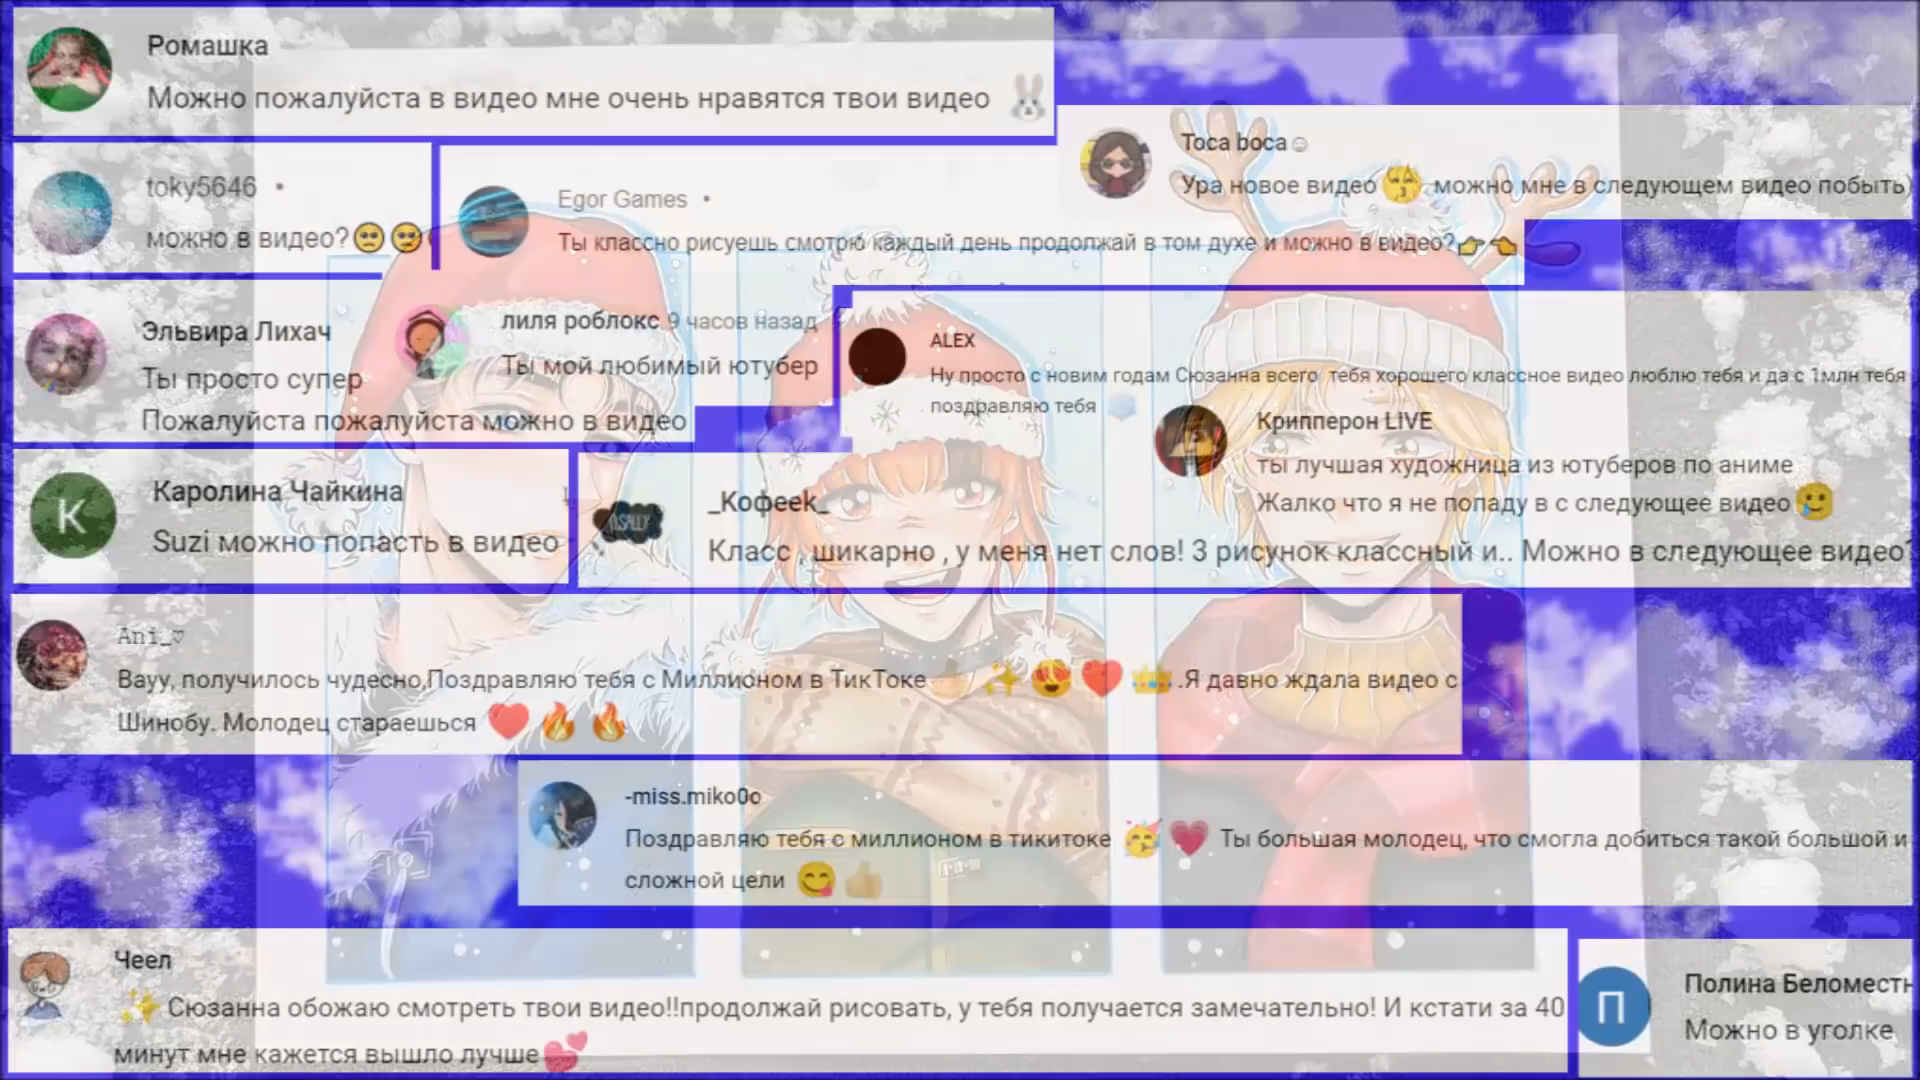 Ромашка
Можно пожалуйста в видео мне очень нравятся твои видео 🐰
Toca boca
Ура новое видео 😚 можно мне в следующем видео побыть)
toky5646 •
можно в видео?🥺🥺
Egor Games •
Ты классно рисуешь смотрю каждый день продолжай в том духе и можно в видео?👉👈
Эльвира Лихач
Ты просто супер
Пожалуйста пожалуйста можно в видео
лиля роблокс 9 часов назад
Ты мой любимый ютубер
ALEX
Ну просто с новим годам Сюзанна всего тебя хорошего классное видео люблю тебя и да с 1млн тебя
поздравляю тебя
Крипперон LIVE
ты лучшая художница из ютуберов по аниме
Жалко что я не попаду в с следующее видео🥲
K
Каролина Чайкина
Suzi можно попасть в видео
_Кофеек_
Класс , шикарно , у меня нет слов! 3 рисунок классный и.. Можно в следующее видео?
Ani_♡
Вауу, получилось чудесно,Поздравляю тебя с Миллионом в ТикТоке 👍 ✨😍❤️ 👑.Я давно ждала видео с
Шинобу. Молодец стараешься ❤️ 🔥 🔥
-miss.miko0o
Поздравляю тебя с миллионом в тикитоке 🥳💗 Ты большая молодец, что смогла добиться такой большой и
сложной цели 😋👍
Чеел
✨Сюзанна обожаю смотреть твои видео!!продолжай рисовать, у тебя получается замечательно! И кстати за 40
минут мне кажется вышло лучше💕
П
Полина Беломестн
Можно в уголке